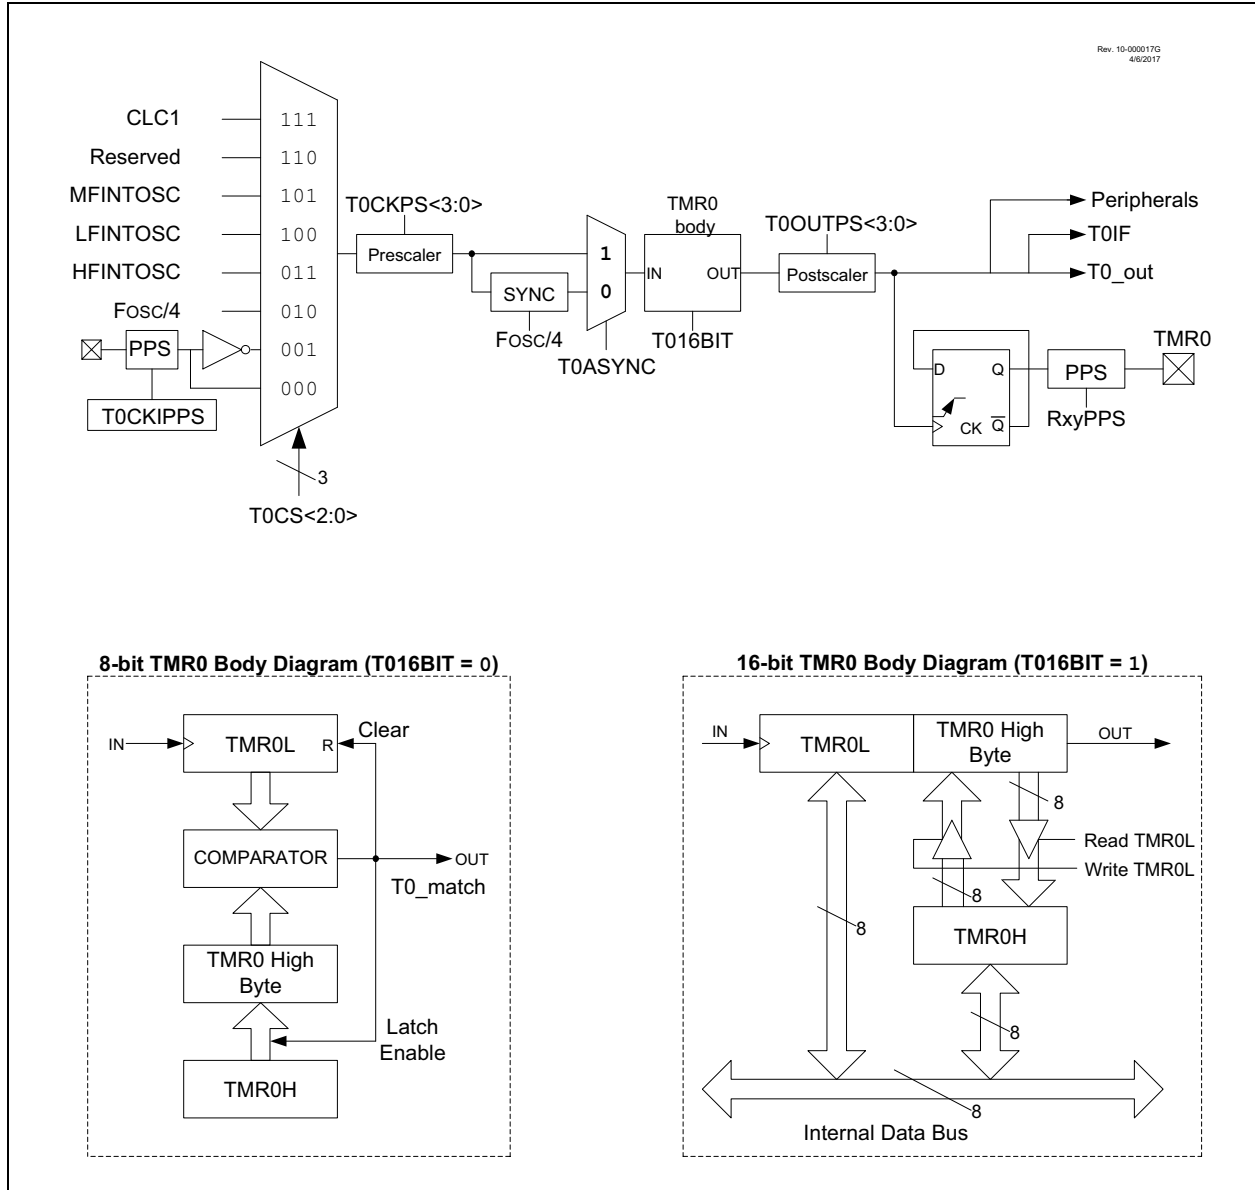 Rev. 10-000017G
4/6/2017
CLC1
111
Reserved
110
MFINTOSC
101
T0CKPS<3:0>
TMR0
body
T0OUTPS<3:0>
Peripherals
LFINTOSC
100
Prescaler
1
T0IF
HFINTOSC
011
IN
OUT
Postscaler
T0_out
SYNC
0
FOSC/4
010
FOSC/4
T016BIT
TMR0
PPS
001
T0ASYNC
D
Q
PPS
000
T0CKIPPS
CK
Q
RxyPPS
3
T0CS<2:0>
8-bit TMR0 Body Diagram (T016BIT = 0)
IN
TMR0L
R
Clear
COMPARATOR
OUT
T0_match
TMR0 High
Byte
Latch
Enable
TMR0H
16-bit TMR0 Body Diagram (T016BIT = 1)
IN
TMR0L
TMR0 High
Byte
OUT
8
Read TMR0L
Write TMR0L
8
8
TMR0H
8
8
Internal Data Bus